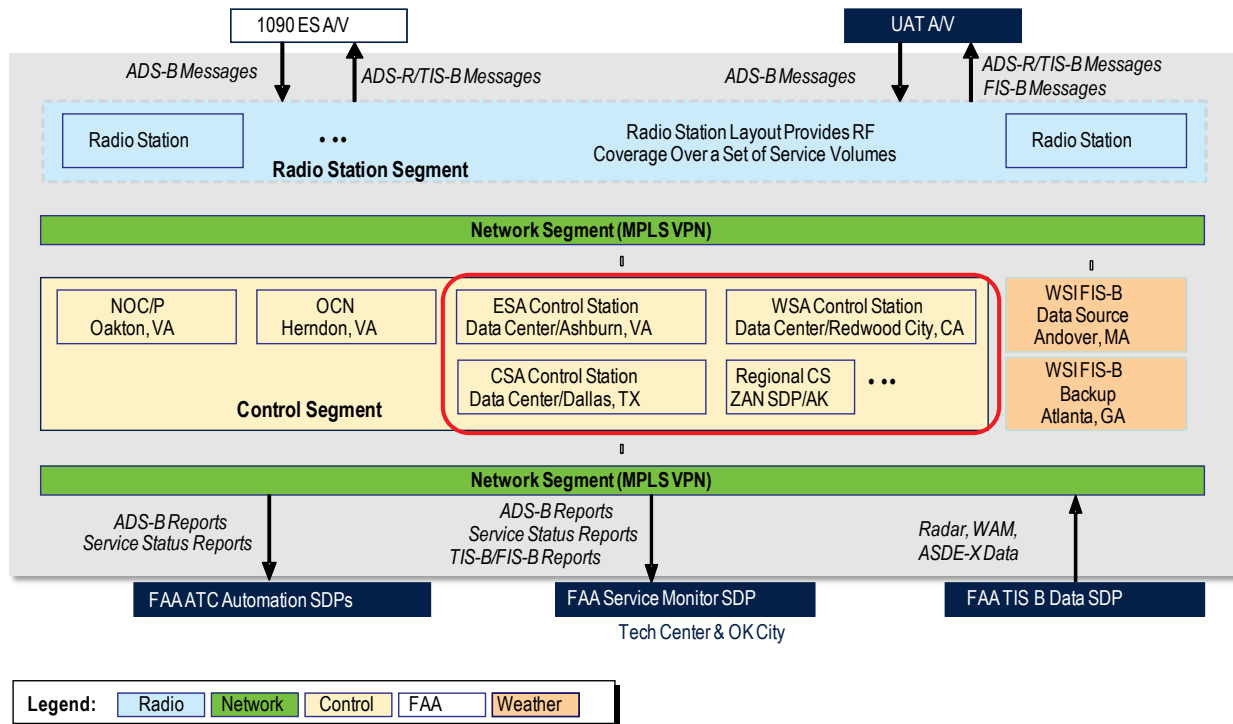 1090 ES A/V
UAT A/V
ADS-B Messages
ADS-R/TIS-B Messages
ADS-B Messages
ADS-R/TIS-B Messages
FIS-B Messages
Radio Station
• ••
Radio Station Layout Provides RF
Coverage Over a Set of Service Volumes
Radio Station
Radio Station Segment
Network Segment (MPLS VPN)
NOC/P
Oakton, VA
OCN
Herndon, VA
ESA Control Station
Data Center/Ashburn, VA
WSA Control Station
Data Center/Redwood City, CA
WSI FIS-B
Data Source
Andover, MA
CSA Control Station
Data Center/Dallas, TX
Regional CS
ZAN SDP/AK
• ••
WSI FIS-B
Backup
Atlanta, GA
Control Segment
Network Segment (MPLS VPN)
ADS-B Reports
Service Status Reports
ADS-B Reports
Service Status Reports
TIS-B/FIS-B Reports
Radar, WAM,
ASDE-X Data
FAA ATC Automation SDPs
FAA Service Monitor SDP
FAA TIS B Data SDP
Tech Center & OK City
Legend: Radio Network Control FAA Weather